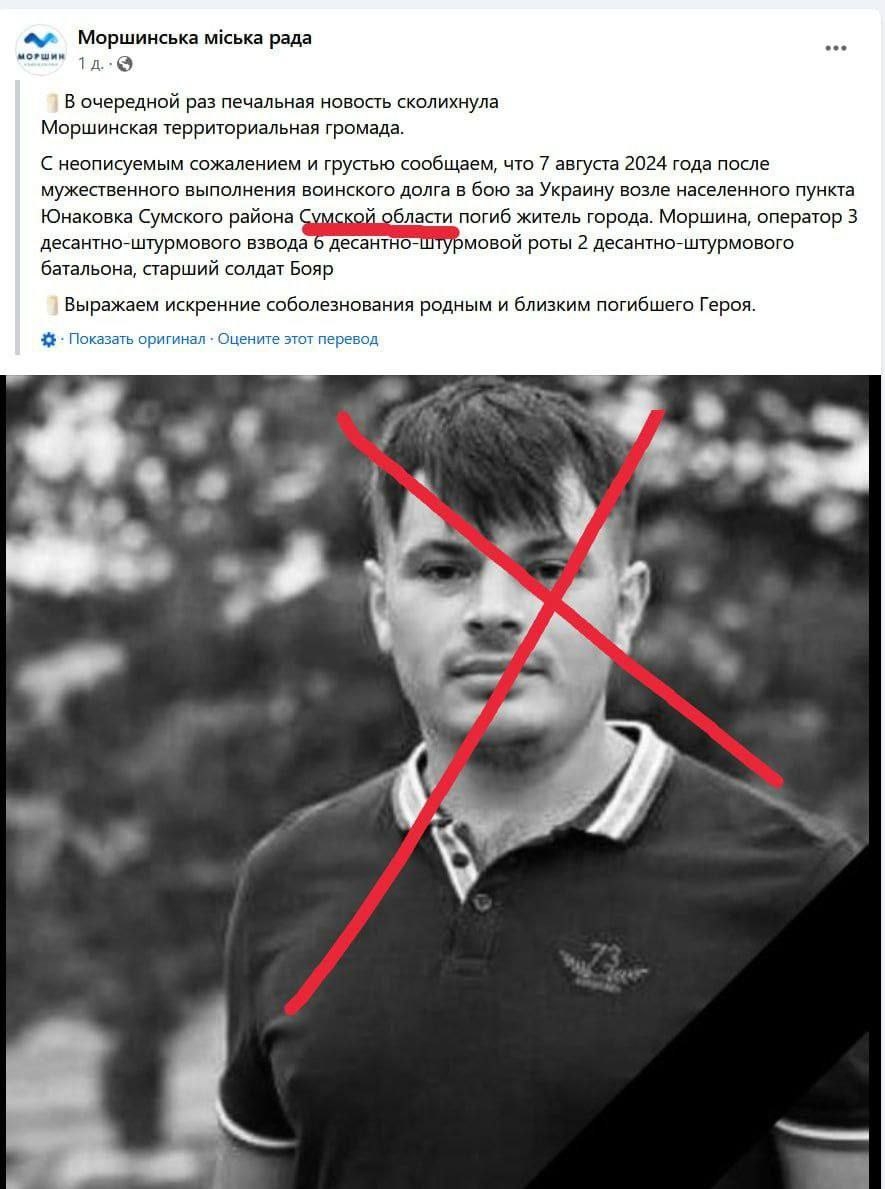 Моршинська міська рада
МОРШИН
1 д.
В очередной раз печальная новость сколихнула
Моршинская территориальная громада.
С неописуемым сожалением и грустью сообщаем, что 7 августа 2024 года после
мужественного выполнения воинского долга в бою за Украину возле населенного пункта
Юнаковка Сумского района Сумской области погиб житель города. Моршина, оператор 3
десантно-штурмового взвода 6 десантно-штурмовой роты 2 десантно-штурмового
батальона, старший солдат Бояр
Выражаем искренние соболезнования родным и близким погибшего Героя.
· Показать оригинал · Оцените этот перевод
73